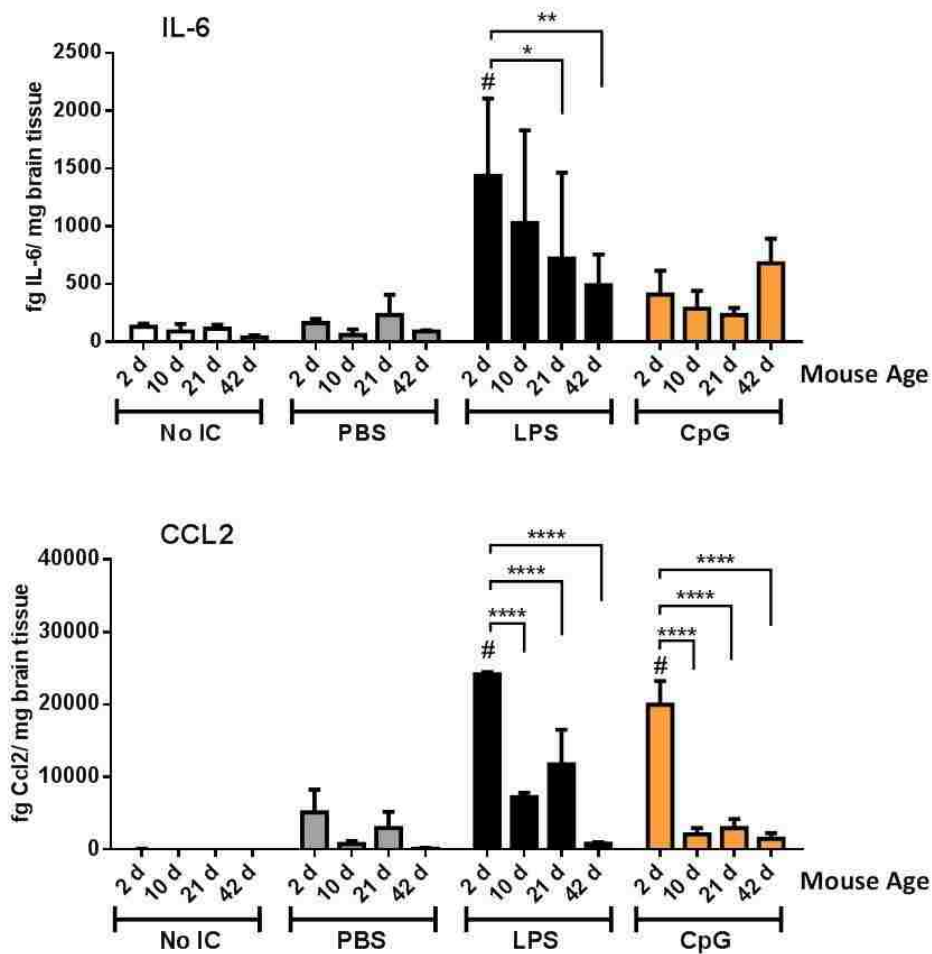 IL-6
**
*
#
2500
2000
1500
1000
500
0
fg IL-6/ mg brain tissue
2 d 10 d 21 d 42 d 2 d 10 d 21 d 42 d 2 d 10 d 21 d 42 d 2 d 10 d 21 d 42 d Mouse Age
No IC PBS LPS CpG
CCL2
****
****
****
#
****
****
****
#
40000
30000
20000
10000
0
fg Ccl2/ mg brain tissue
2 d 10 d 21 d 42 d 2 d 10 d 21 d 42 d 2 d 10 d 21 d 42 d 2 d 10 d 21 d 42 d Mouse Age
No IC PBS LPS CpG